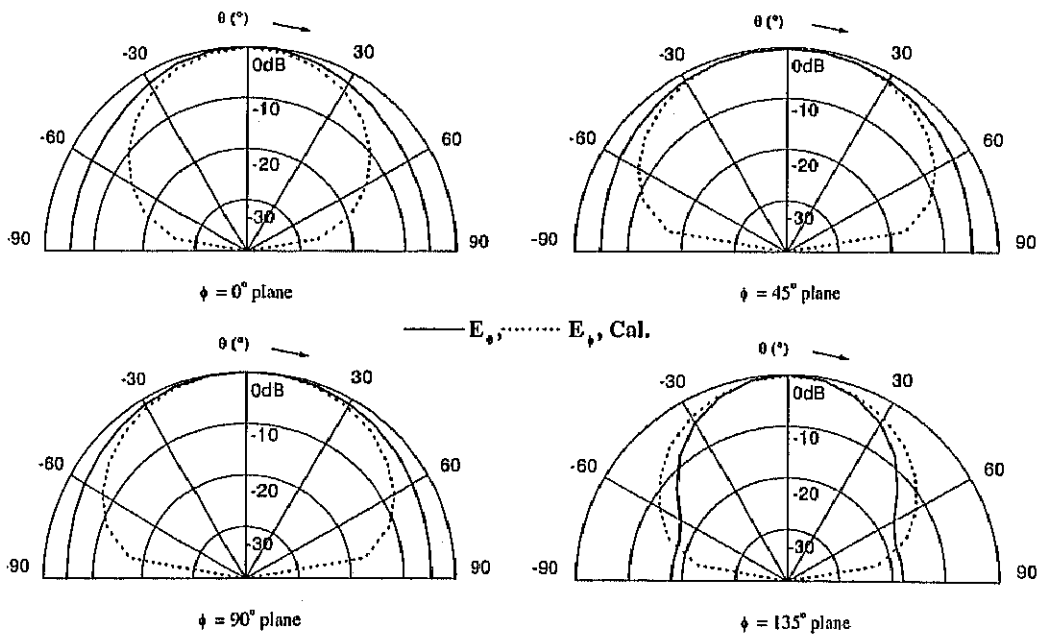 θ (°)
-30 30
0dB
-10
-60 60
-20
-30
-90 90
ϕ = 0° plane
θ (°)
-30 30
0dB
-10
-60 60
-20
30
-90 90
ϕ = 45° plane
E, E, Cal.
θ (°)
-30 30
0dB
-10
-60 60
-20
-30
-90 90
ϕ = 90° plane
θ (°)
-30 30
0dB
-10
-60 60
-20
-30
-90 90
ϕ = 135° plane